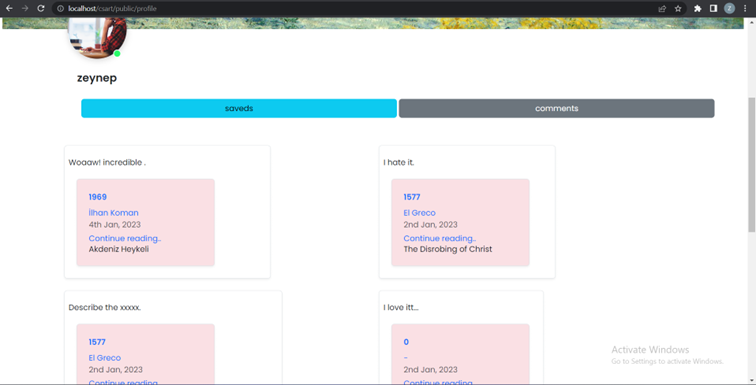 localhost/csart/public/profile
Z
zeynep
saveds
comments
Woaaw! incredible .
1969
İlhan Koman
4th Jan, 2023
Continue reading..
Akdeniz Heykeli
I hate it.
1577
El Greco
2nd Jan, 2023
Continue reading..
The Disrobing of Christ
Describe the xxxxx.
1577
El Greco
2nd Jan, 2023
Continue reading..
I love itt...
0
-
2nd Jan, 2023
Continue reading..
Activate Windows
Go to Settings to activate Windows.